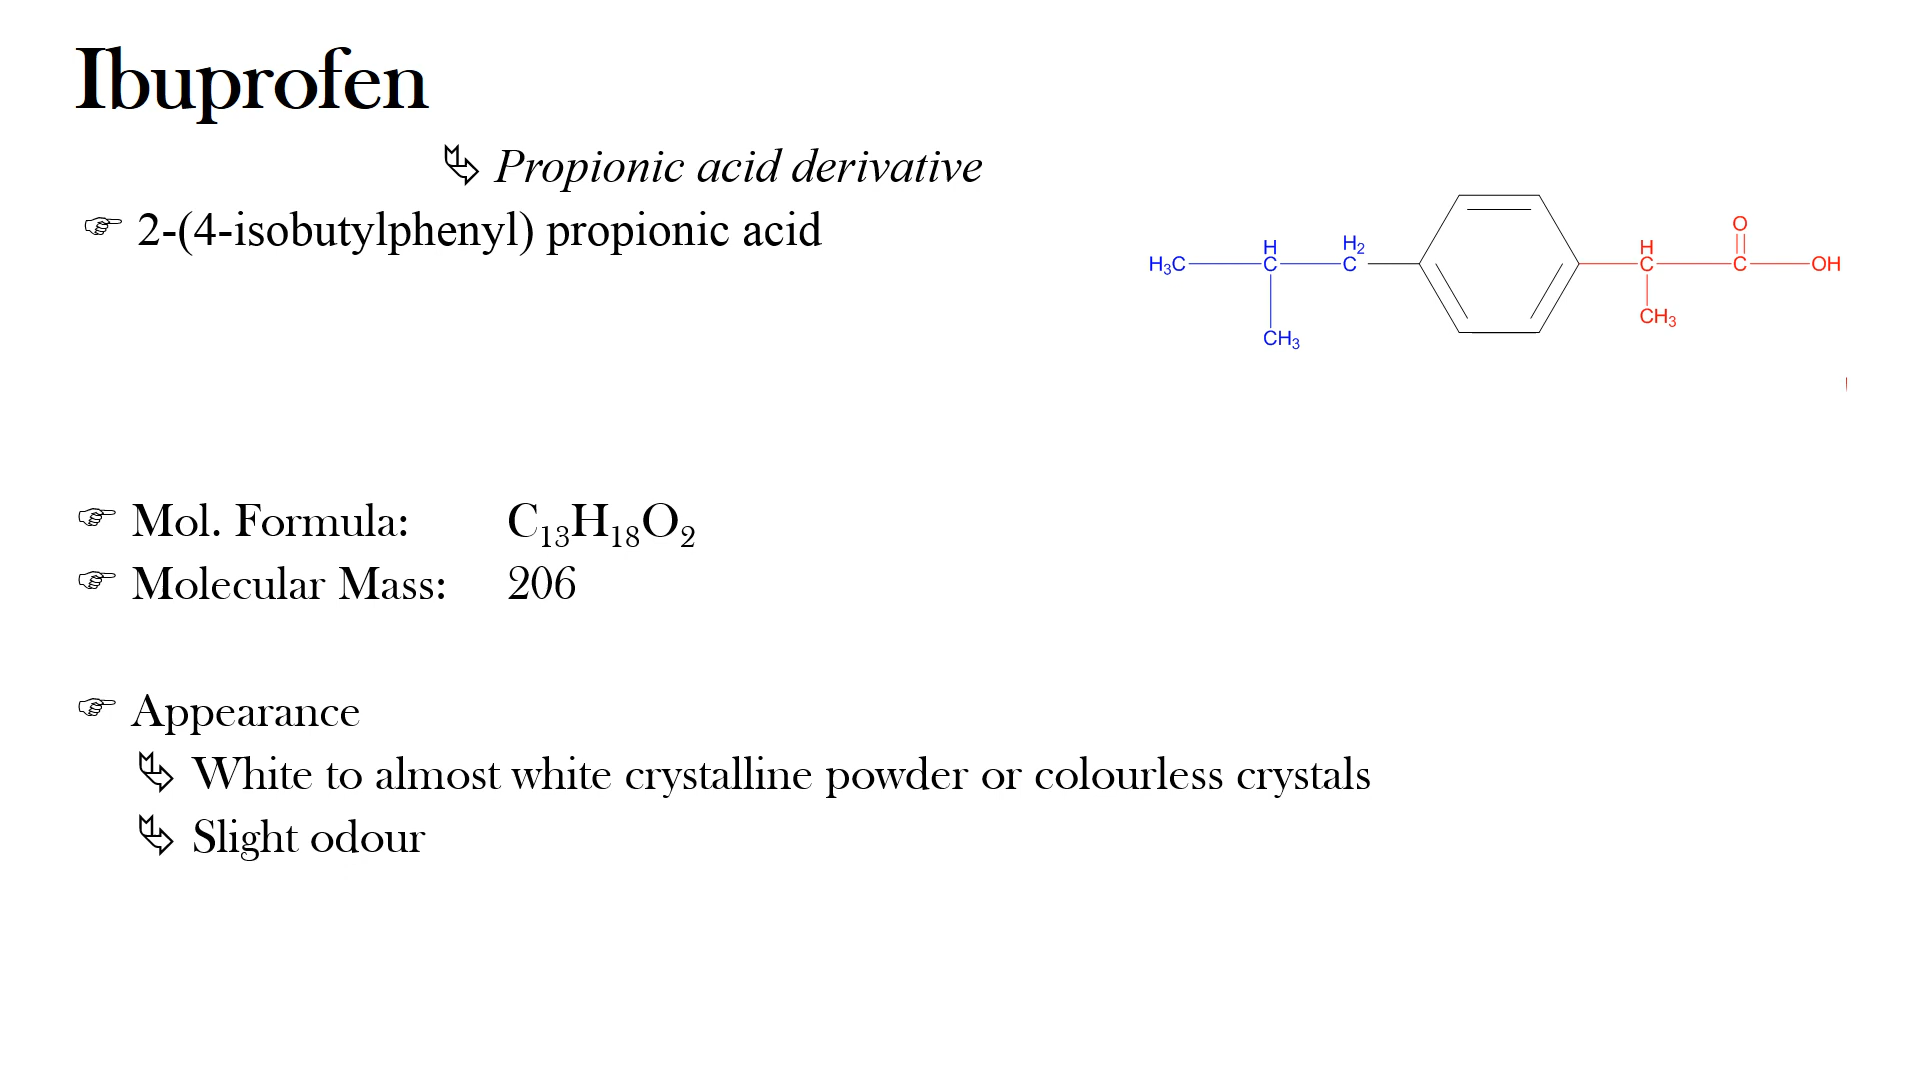 Ibuprofen
Propionic acid derivative
2-(4-isobutylphenyl) propionic acid
H₃C H C CH₃ H₂ C H C CH₃ O C OH
Mol. Formula: C₁₃H₁₈O₂
Molecular Mass: 206
Appearance
White to almost white crystalline powder or colourless crystals
Slight odour